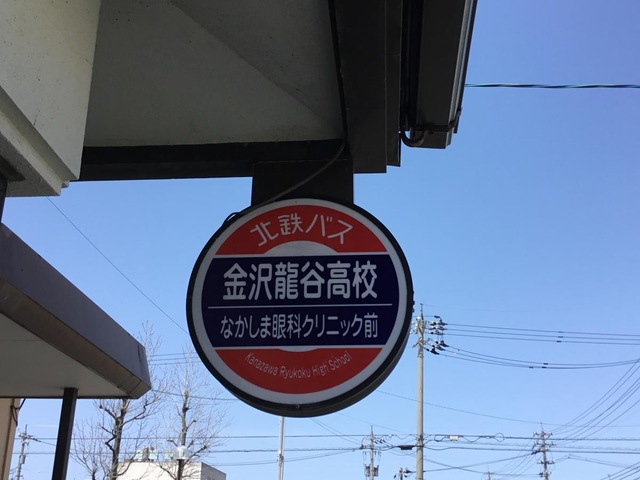 北鉄バス
金沢龍谷高校
なかしま眼科クリニック前
Kanazawa Ryukoku High School